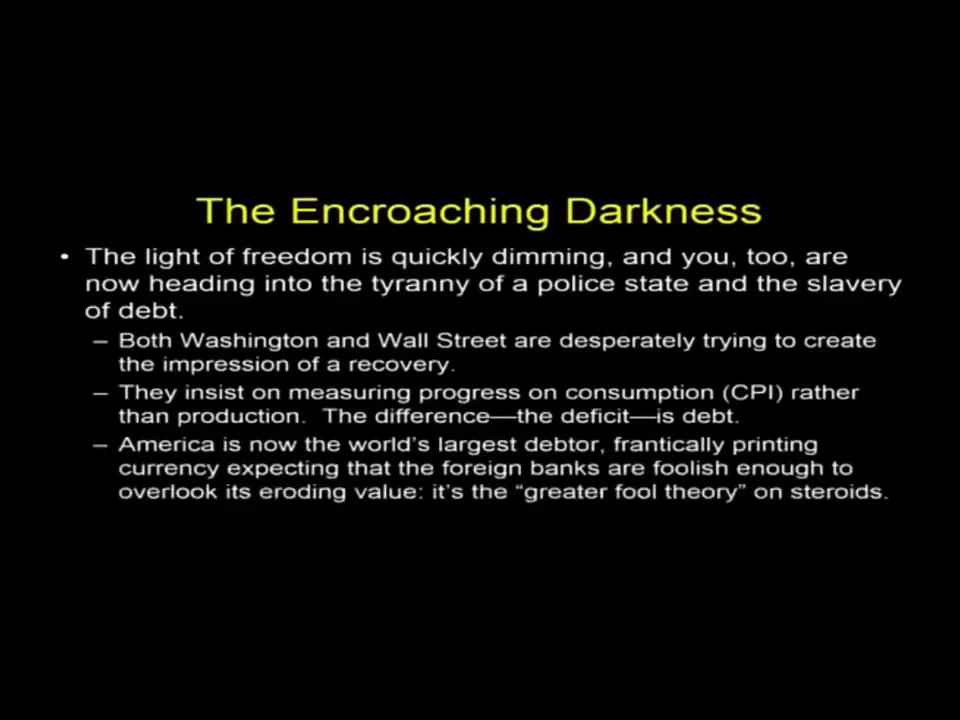 The Encroaching Darkness
• The light of freedom is quickly dimming, and you, too, are
now heading into the tyranny of a police state and the slavery
of debt.
– Both Washington and Wall Street are desperately trying to create
the impression of a recovery.
– They insist on measuring progress on consumption (CPI) rather
than production.  The difference—the deficit—is debt.
– America is now the world's largest debtor, frantically printing
currency expecting that the foreign banks are foolish enough to
overlook its eroding value: it's the “greater fool theory” on steroids.